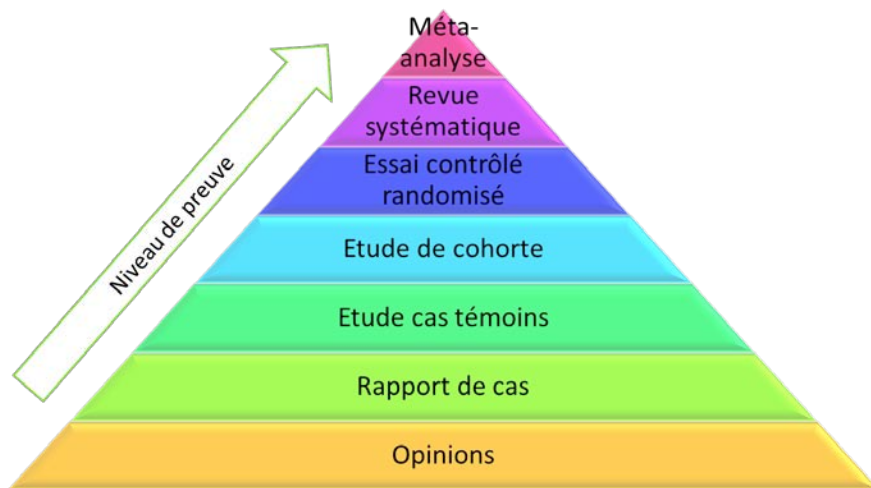 Méta-
analyse
Revue
systématique
Essai contrôlé
randomisé
Niveau de preuve
Etude de cohorte
Etude cas témoins
Rapport de cas
Opinions